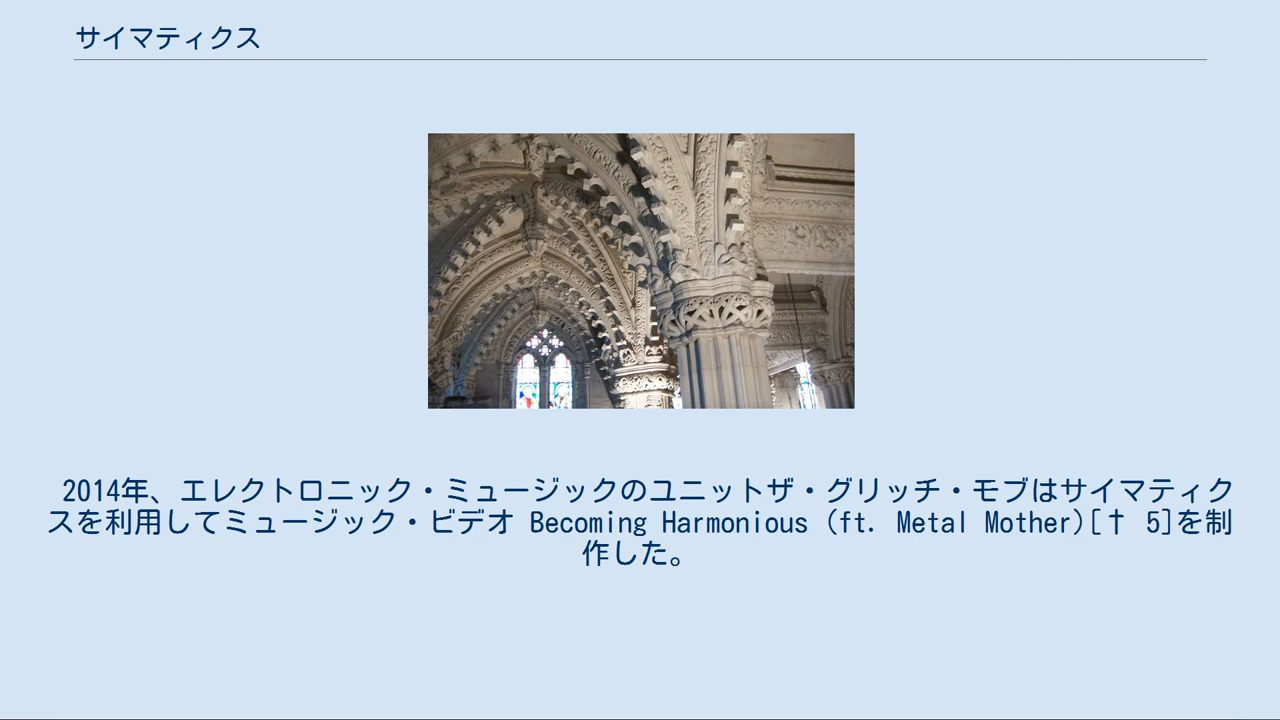 サイマティクス
2014年、エレクトロニック・ミュージックのユニットザ・グリッチ・モブはサイマティク
スを利用してミュージック・ビデオ Becoming Harmonious (ft. Metal Mother)[† 5]を制
作した。